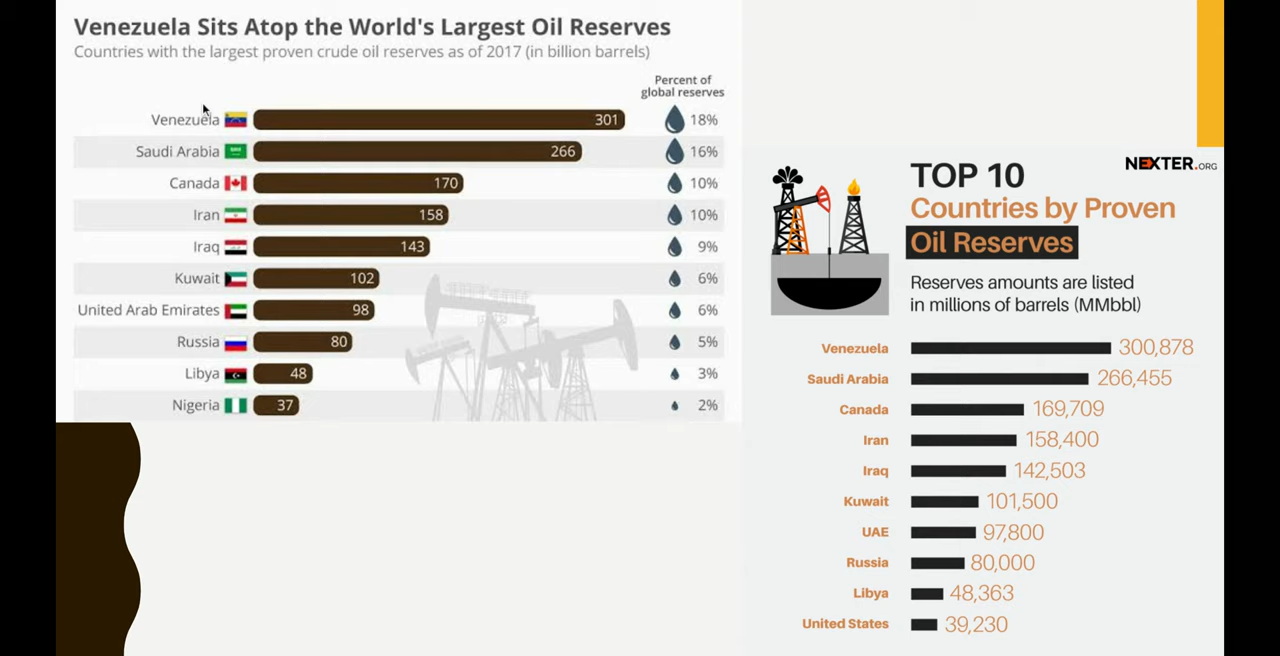 Venezuela Sits Atop the World's Largest Oil Reserves
Countries with the largest proven crude oil reserves as of 2017 (in billion barrels)
Percent of
global reserves
Venezuela 301 18%
Saudi Arabia 266 16%
Canada 170 10%
Iran 158 10%
Iraq 143 9%
Kuwait 102 6%
United Arab Emirates 98 6%
Russia 80 5%
Libya 48 3%
Nigeria 37 2%
NEXTER.ORG
TOP 10
Countries by Proven
Oil Reserves
Reserves amounts are listed
in millions of barrels (MMbbl)
Venezuela 300,878
Saudi Arabia 266,455
Canada 169,709
Iran 158,400
Iraq 142,503
Kuwait 101,500
UAE 97,800
Russia 80,000
Libya 48,363
United States 39,230